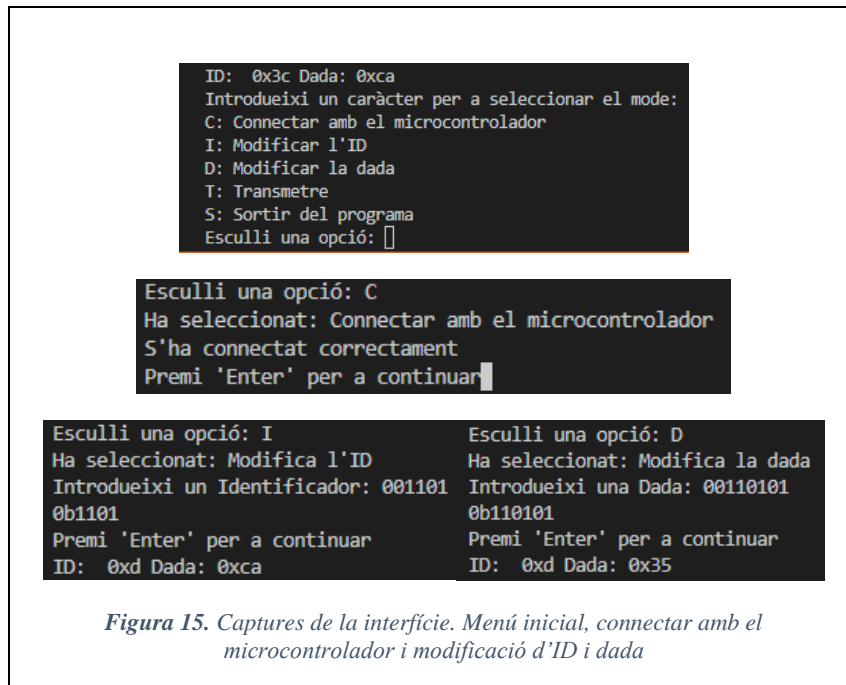 ID:  0x3c Dada: 0xca
Introdueixi un caràcter per a seleccionar el mode:
C: Connectar amb el microcontrolador
I: Modificar l'ID
D: Modificar la dada
T: Transmetre
S: Sortir del programa
Esculli una opció:
Esculli una opció: C
Ha seleccionat: Connectar amb el microcontrolador
S'ha connectat correctament
Premi 'Enter' per a continuar
Esculli una opció: I
Ha seleccionat: Modifica l'ID
Introdueixi un Identificador: 001101
0b1101
Premi 'Enter' per a continuar
ID:  0xd Dada: 0xca
Esculli una opció: D
Ha seleccionat: Modifica la dada
Introdueixi una Dada: 00110101
0b110101
Premi 'Enter' per a continuar
ID:  0xd Dada: 0x35
Figura 15. Captures de la interfície. Menú inicial, connectar amb el
microcontrolador i modificació d’ID i dada